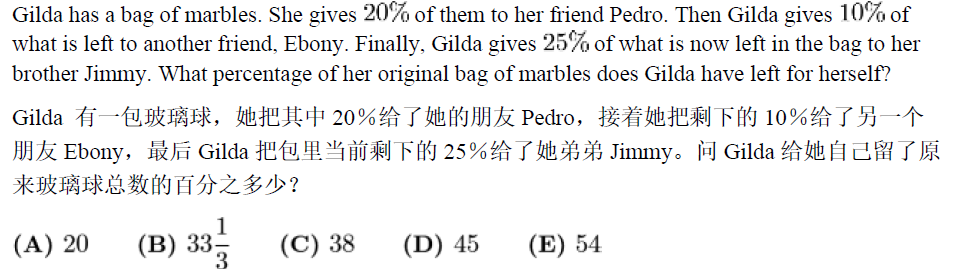 Gilda has a bag of marbles. She gives 20% of them to her friend Pedro. Then Gilda gives 10% of
what is left to another friend, Ebony. Finally, Gilda gives 25% of what is now left in the bag to her
brother Jimmy. What percentage of her original bag of marbles does Gilda have left for herself?
Gilda 有一包玻璃球，她把其中 20％给了她的朋友 Pedro，接着她把剩下的 10％给了另一个
朋友 Ebony，最后 Gilda 把包里当前剩下的 25％给了她弟弟 Jimmy。问 Gilda 给她自己留了原
来玻璃球总数的百分之多少？
(A) 20 (B) 33 1/3 (C) 38 (D) 45 (E) 54